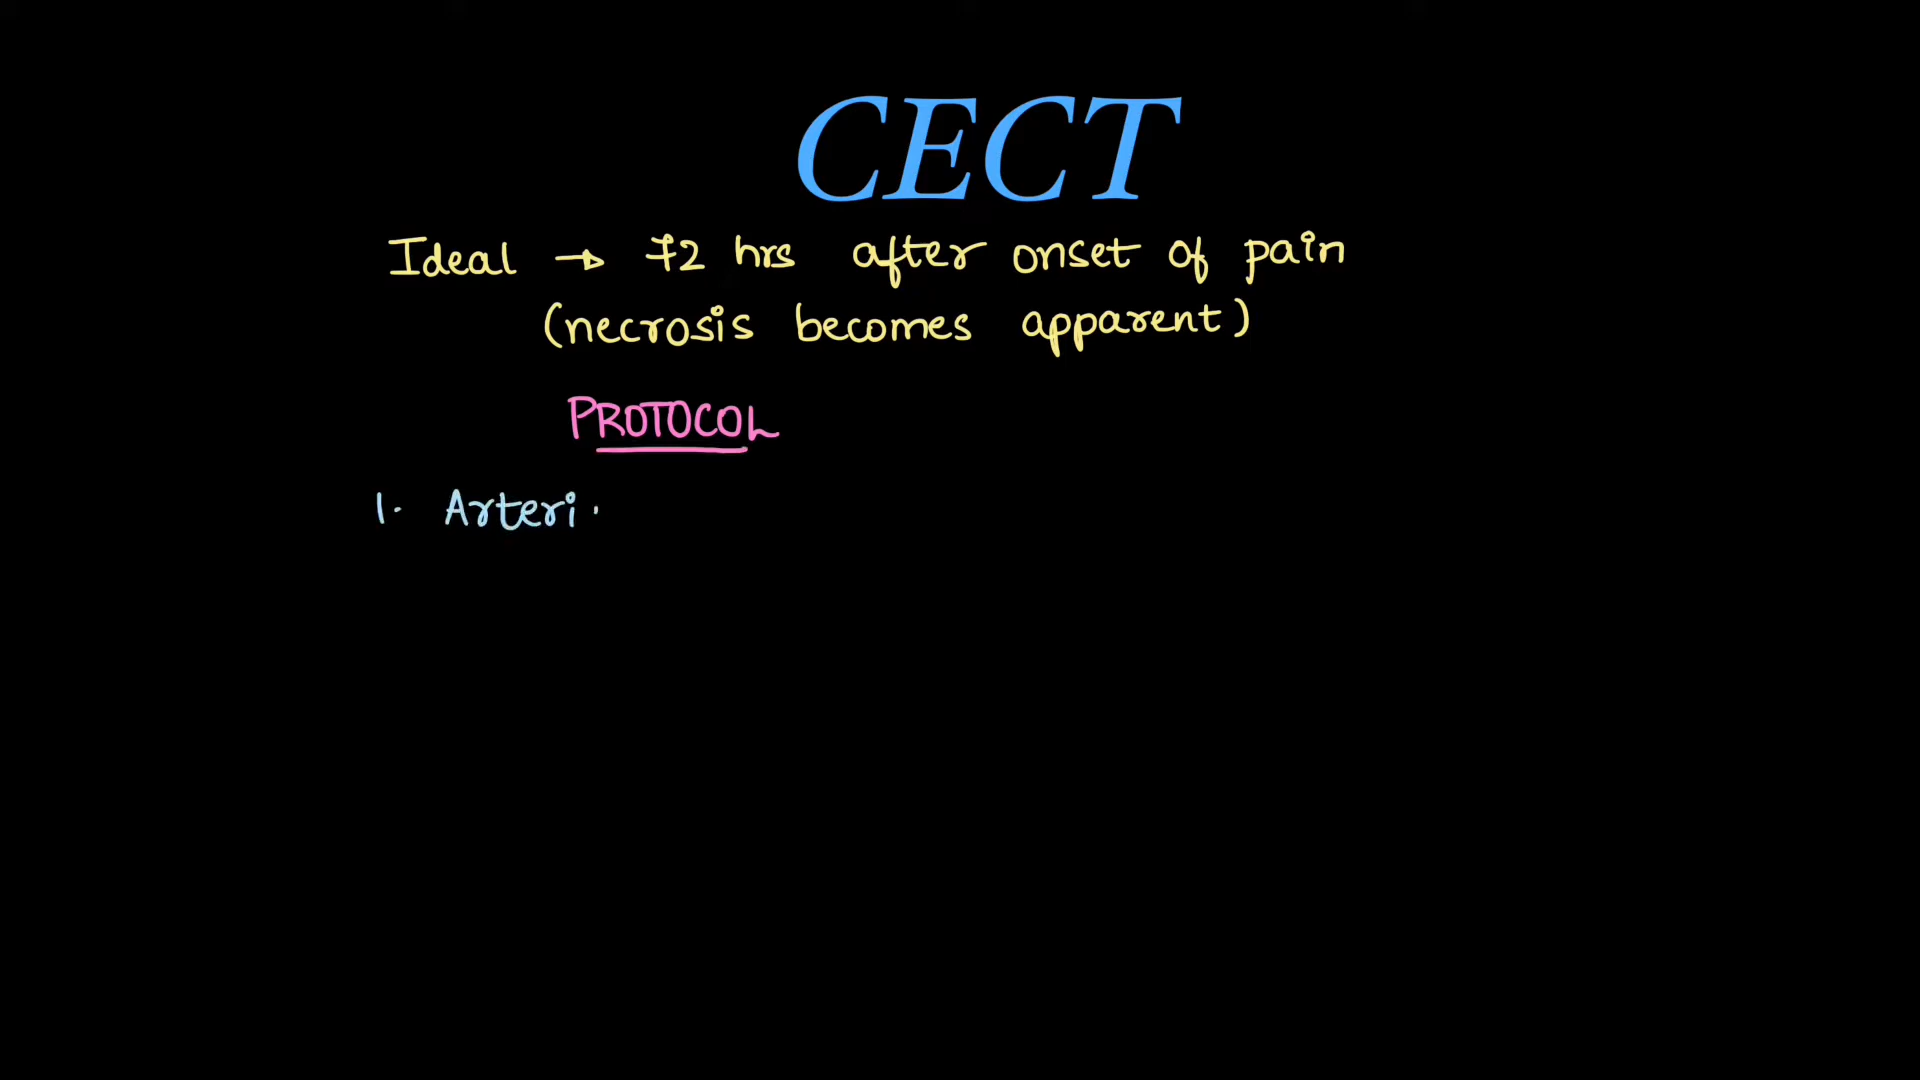 CECT
Ideal → 72 hrs after onset of pain
(necrosis becomes apparent)
PROTOCOL
1. Arteri